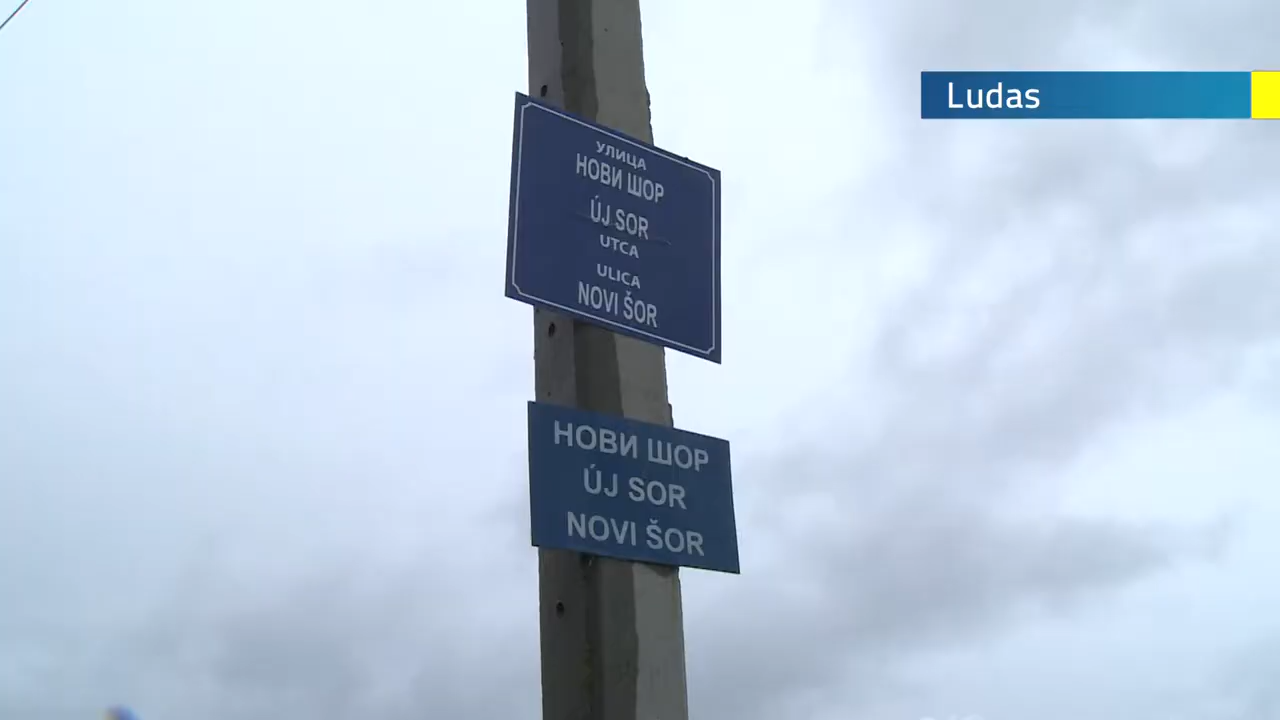 Ludas
УЛИЦА
НОВИ ШОР
ÚJ SOR
UTCA
ULICA
NOVI ŠOR
НОВИ ШОР
ÚJ SOR
NOVI ŠOR